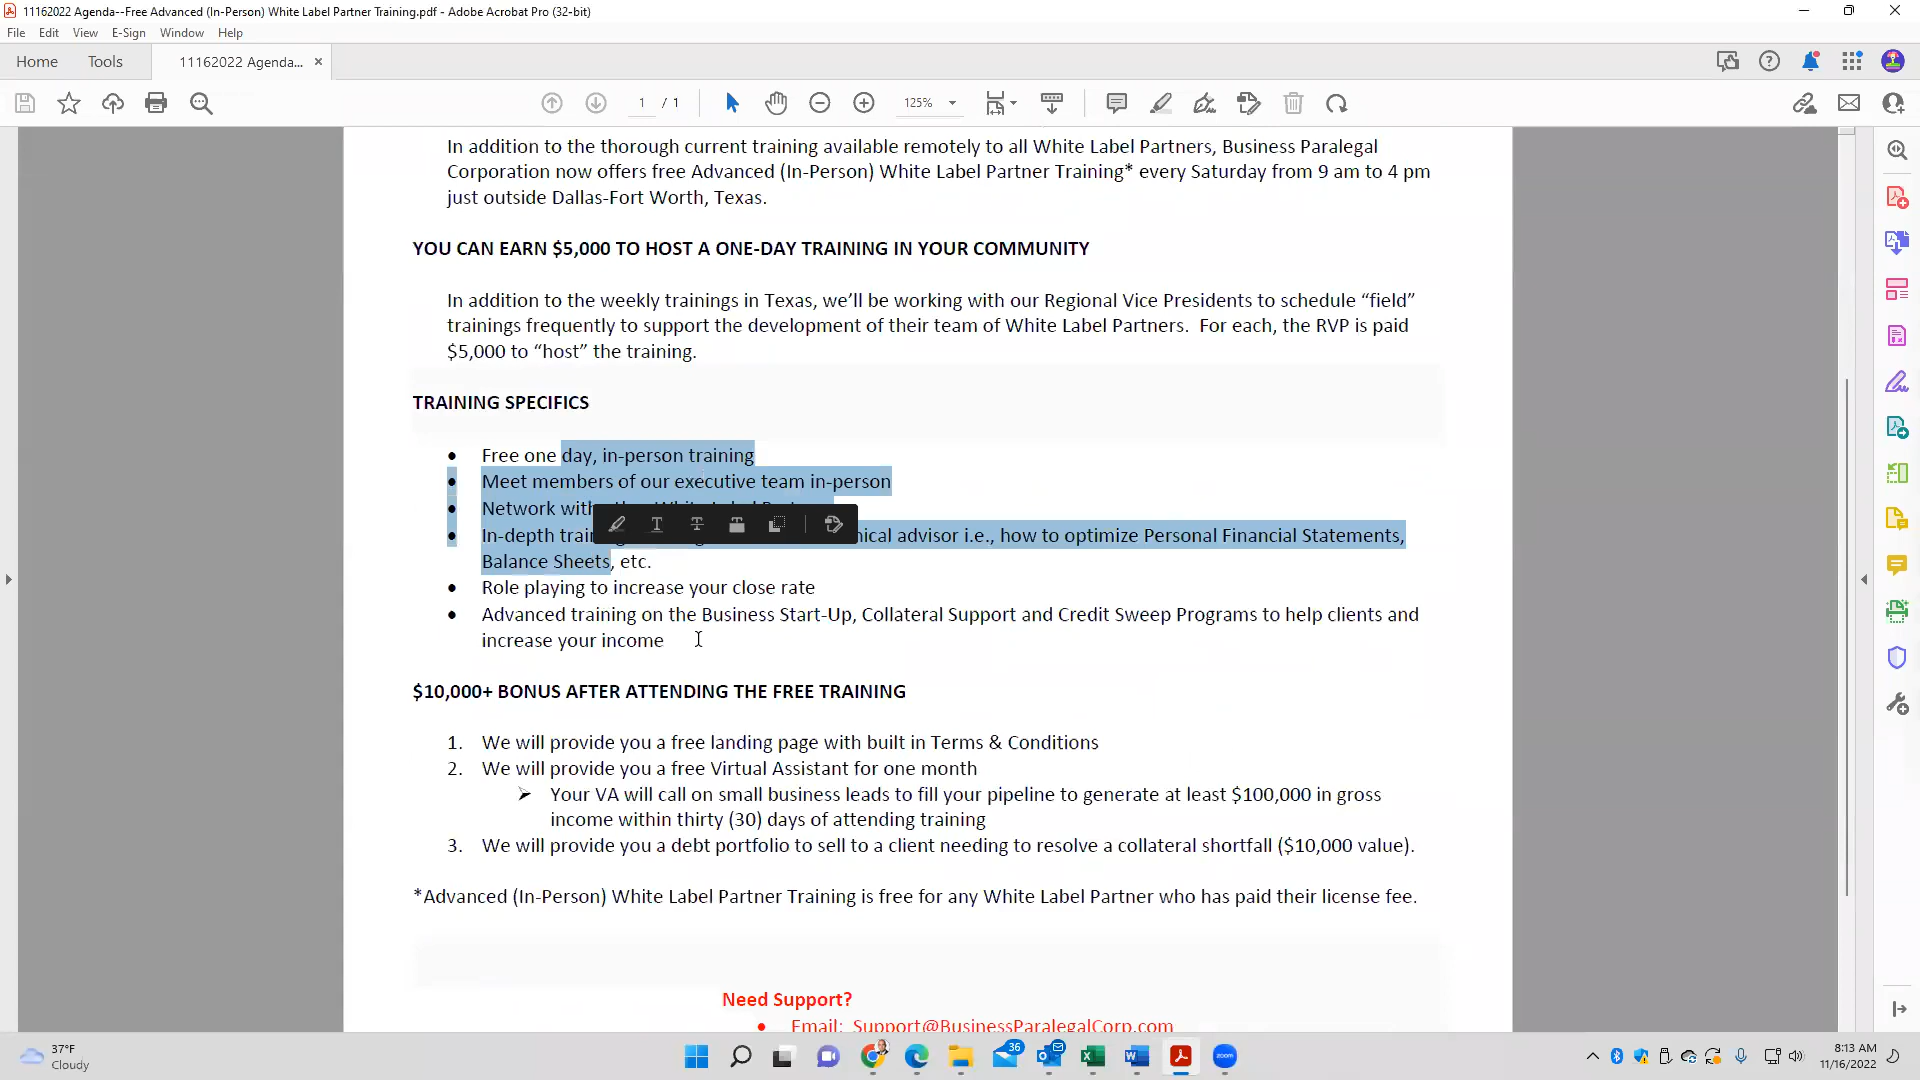 11162022 Agenda--Free Advanced (In-Person) White Label Partner Training.pdf - Adobe Acrobat Pro (32-bit)
File Edit View E-Sign Window Help
Home Tools 11162022 Agenda... ×
1 / 1 125%
In addition to the thorough current training available remotely to all White Label Partners, Business Paralegal
Corporation now offers free Advanced (In-Person) White Label Partner Training* every Saturday from 9 am to 4 pm
just outside Dallas-Fort Worth, Texas.
YOU CAN EARN $5,000 TO HOST A ONE-DAY TRAINING IN YOUR COMMUNITY
In addition to the weekly trainings in Texas, we’ll be working with our Regional Vice Presidents to schedule “field”
trainings frequently to support the development of their team of White Label Partners.  For each, the RVP is paid
$5,000 to “host” the training.
TRAINING SPECIFICS
• Free one day, in-person training
• Meet members of our executive team in-person
• Network with
• In-depth advisor i.e., how to optimize Personal Financial Statements,
Balance Sheets, etc.
• Role playing to increase your close rate
• Advanced training on the Business Start-Up, Collateral Support and Credit Sweep Programs to help clients and
increase your income
$10,000+ BONUS AFTER ATTENDING THE FREE TRAINING
1. We will provide you a free landing page with built in Terms & Conditions
2. We will provide you a free Virtual Assistant for one month
➢ Your VA will call on small business leads to fill your pipeline to generate at least $100,000 in gross
income within thirty (30) days of attending training
3. We will provide you a debt portfolio to sell to a client needing to resolve a collateral shortfall ($10,000 value).
*Advanced (In-Person) White Label Partner Training is free for any White Label Partner who has paid their license fee.
Need Support?
• Email: Support@BusinessParalegalCorp.com
37°F
Cloudy
36
zoom
8:13 AM
11/16/2022